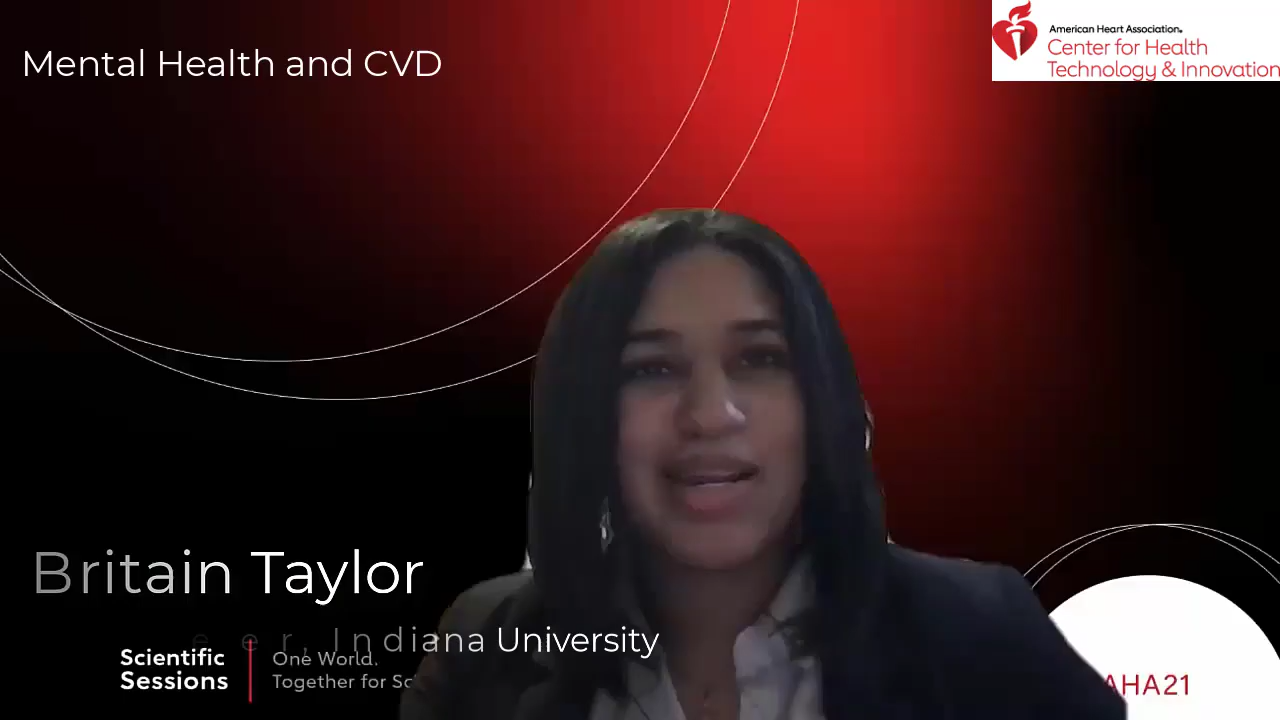 Mental Health and CVD
American Heart Association®
Center for Health
Technology & Innovation
Britain Taylor
Indiana University
Scientific
Sessions
One World.
Together for
AHA21